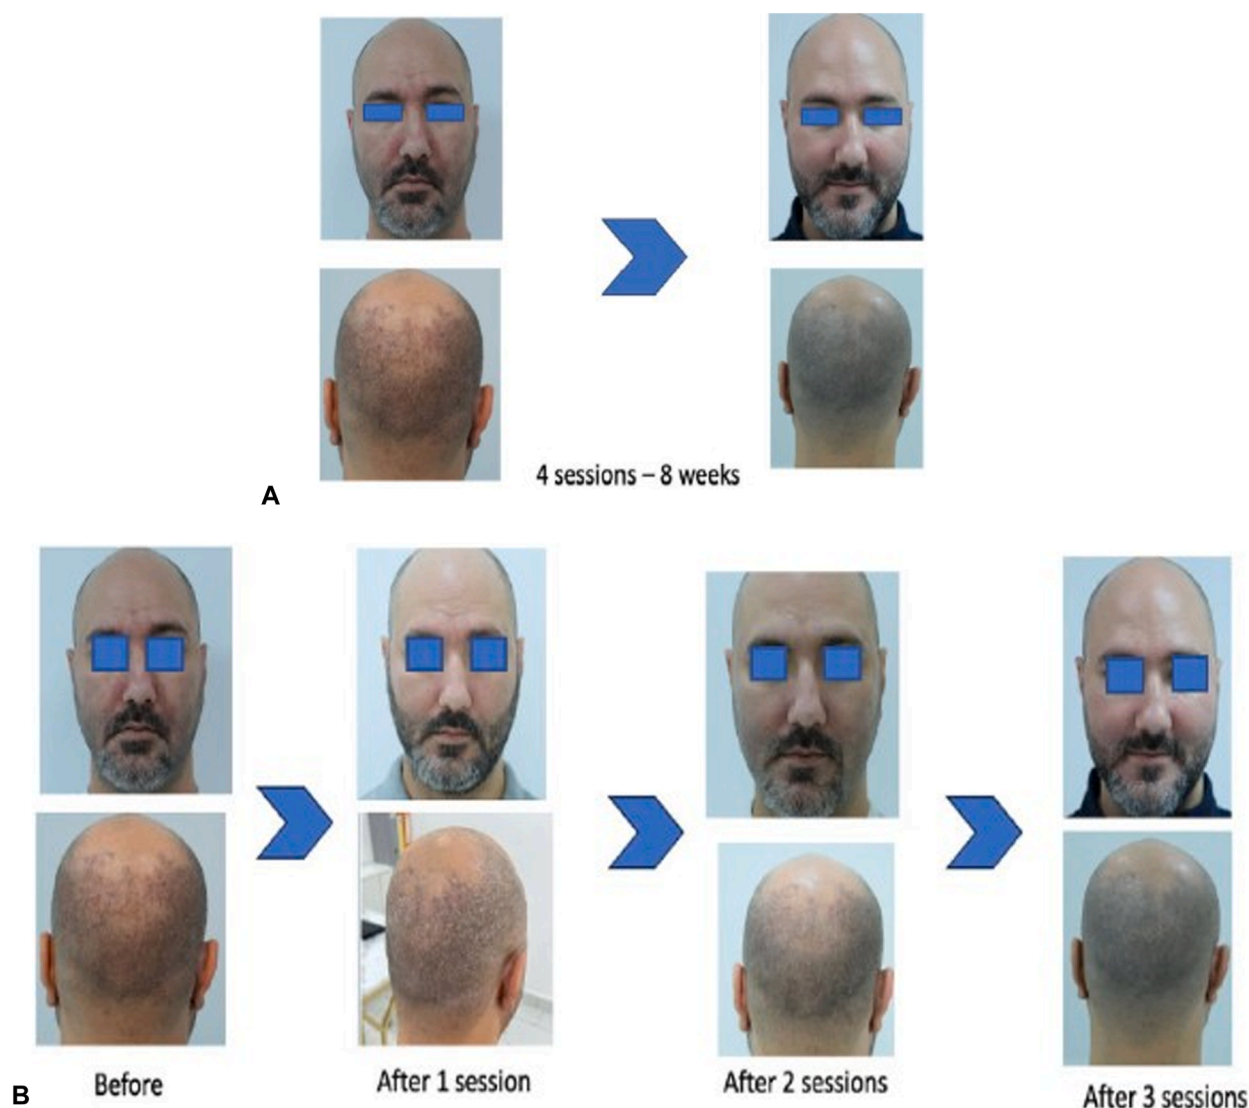 4 sessions – 8 weeks
A
Before
After 1 session
After 2 sessions
After 3 sessions
B